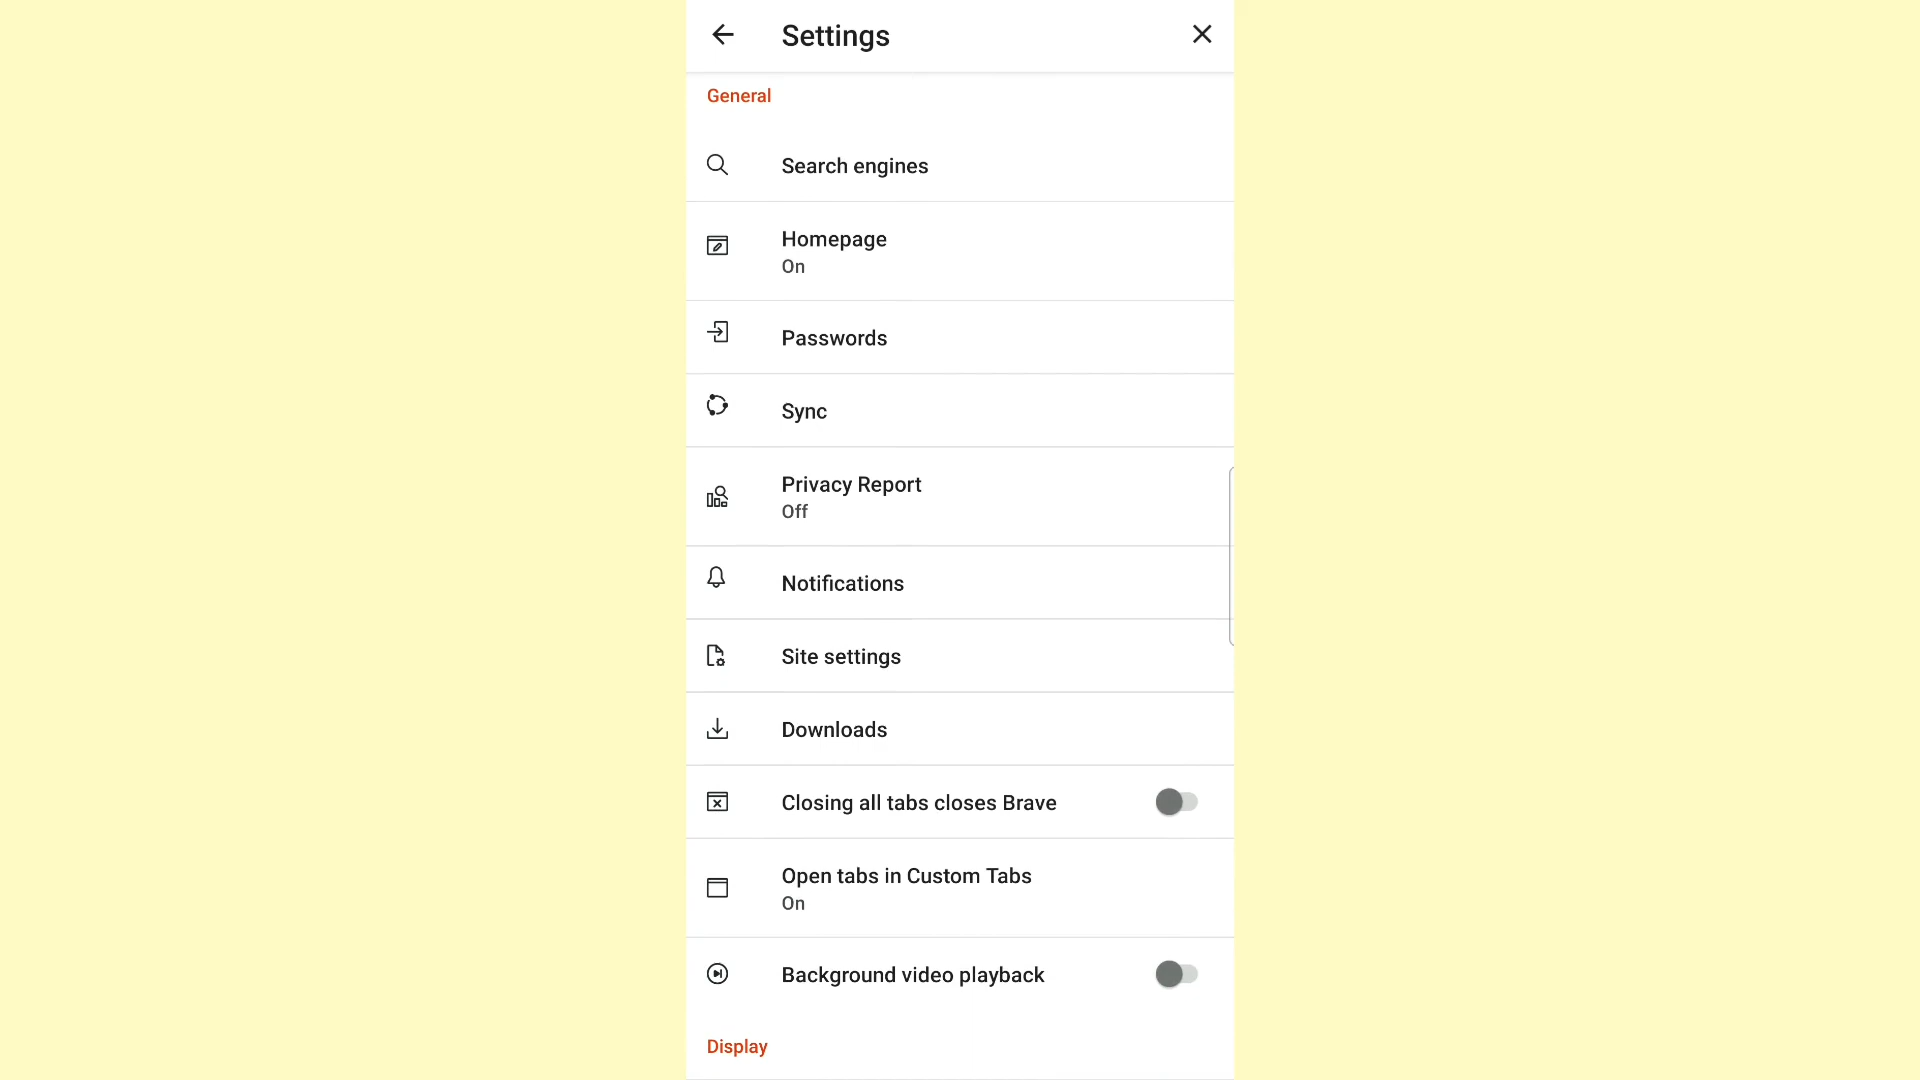 Settings
General
Search engines
Homepage
On
Passwords
Sync
Privacy Report
Off
Notifications
Site settings
Downloads
Closing all tabs closes Brave
Open tabs in Custom Tabs
On
Background video playback
Display